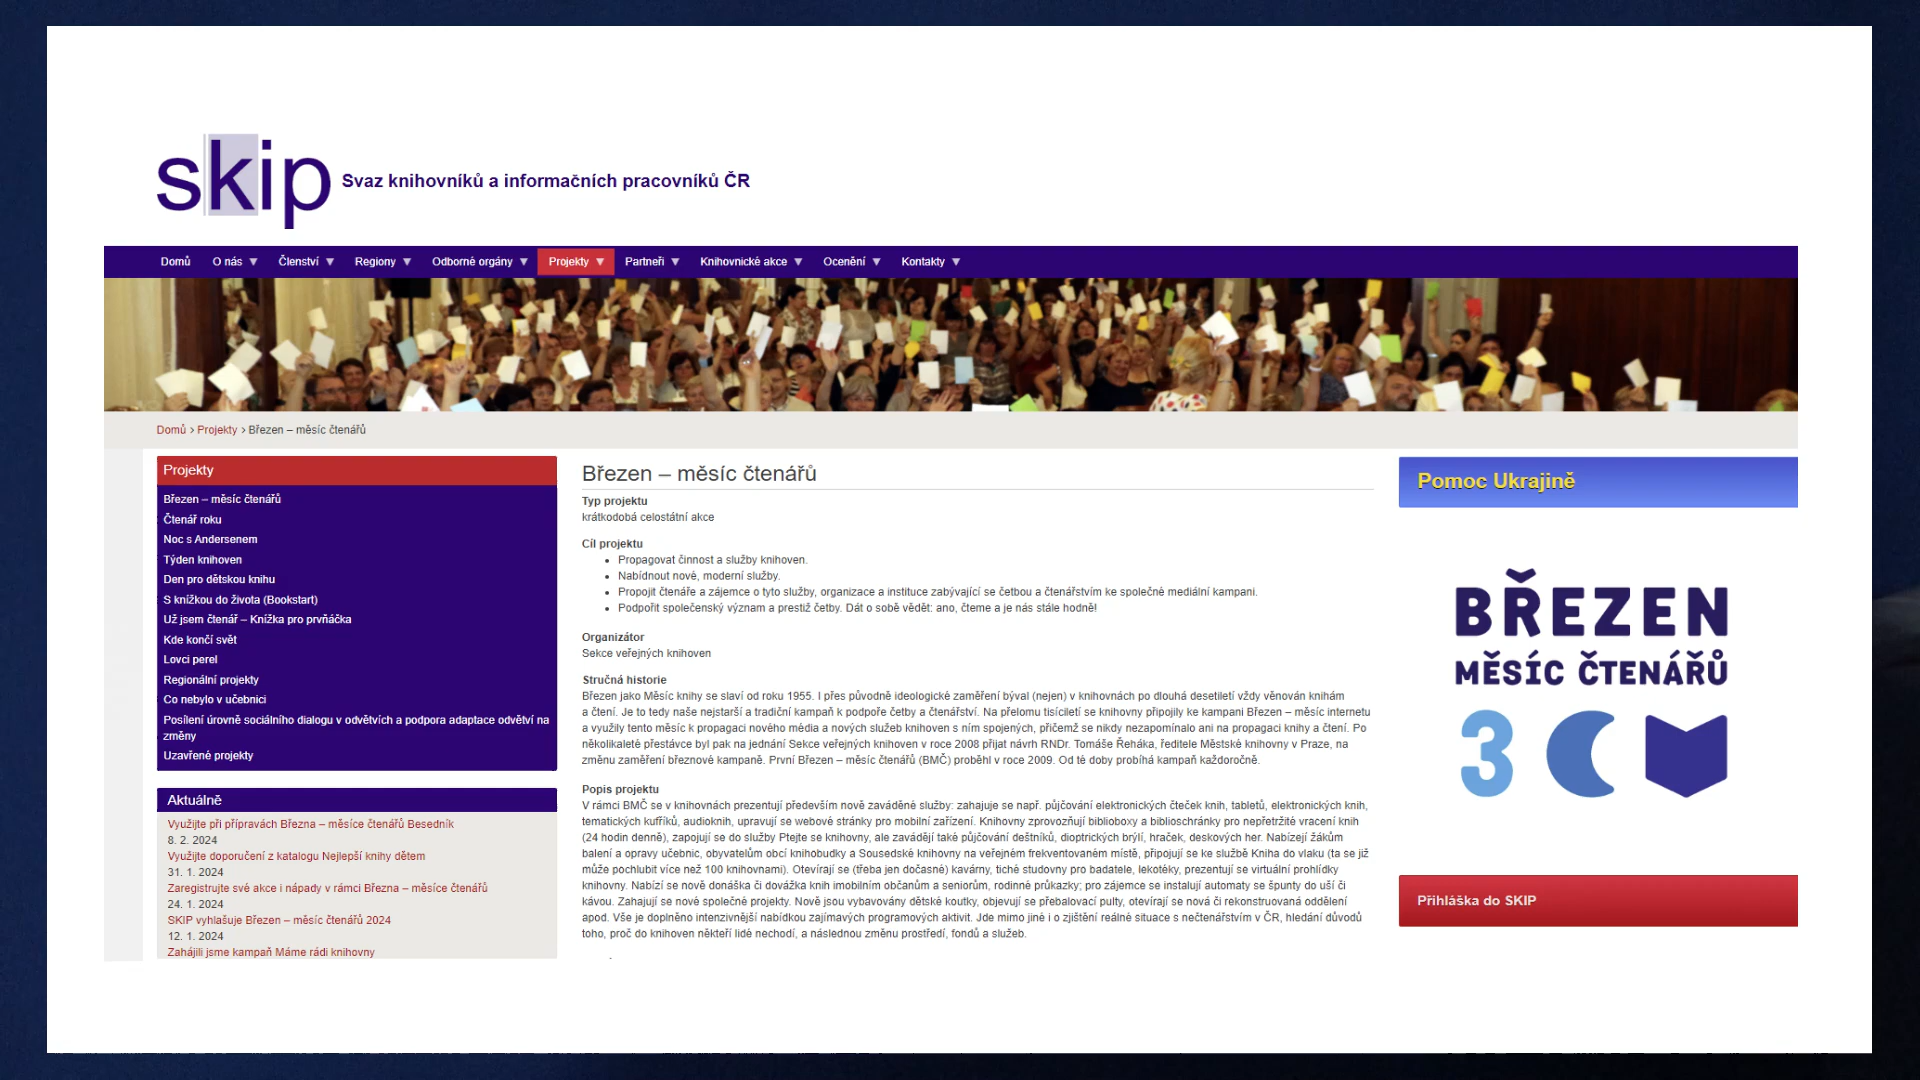 skip
Svaz knihovníků a informačních pracovníků ČR
Domů O nás Členství Regiony Odborné orgány Projekty Partneři Knihovnické akce Ocenění Kontakty
Domů › Projekty › Březen – měsíc čtenářů
Projekty
Březen – měsíc čtenářů
Čtenář roku
Noc s Andersenem
Týden knihoven
Den pro dětskou knihu
S knížkou do života (Bookstart)
Už jsem čtenář – Knížka pro prvňáčka
Kde končí svět
Lovci perel
Regionální projekty
Co nebylo v učebnici
Posílení úrovně sociálního dialogu v odvětvích a podpora adaptace odvětví na
změny
Uzavřené projekty
Aktuálně
Využijte při přípravách Března – měsíce čtenářů Besedník
8. 2. 2024
Využijte doporučení z katalogu Nejlepší knihy dětem
31. 1. 2024
Zaregistrujte své akce i nápady v rámci Března – měsíce čtenářů
24. 1. 2024
SKIP vyhlašuje Březen – měsíc čtenářů 2024
12. 1. 2024
Zahájili jsme kampaň Máme rádi knihovny
Březen – měsíc čtenářů
Typ projektu
krátkodobá celostátní akce
Cíl projektu
• Propagovat činnost a služby knihoven.
• Nabídnout nové, moderní služby.
• Propojit čtenáře a zájemce o tyto služby, organizace a instituce zabývající se četbou a čtenářstvím ke společné mediální kampani.
• Podpořit společenský význam a prestiž četby. Dát o sobě vědět: ano, čteme a je nás stále hodně!
Organizátor
Sekce veřejných knihoven
Stručná historie
Březen jako Měsíc knihy se slaví od roku 1955. I přes původně ideologické zaměření býval (nejen) v knihovnách po dlouhá desetiletí vždy věnován knihám
a čtení. Je to tedy naše nejstarší a tradiční kampaň k podpoře četby a čtenářství. Na přelomu tisíciletí se knihovny připojily ke kampani Březen – měsíc internetu
a využily tento měsíc k propagaci nového média a nových služeb knihoven s ním spojených, přičemž se nikdy nezapomínalo ani na propagaci knihy a čtení. Po
několikaleté přestávce byl pak na jednání Sekce veřejných knihoven v roce 2008 přijat návrh RNDr. Tomáše Řeháka, ředitele Městské knihovny v Praze, na
změnu zaměření březnové kampaně. První Březen – měsíc čtenářů (BMČ) proběhl v roce 2009. Od té doby probíhá kampaň každoročně.
Popis projektu
V rámci BMČ se v knihovnách prezentují především nově zaváděné služby: zahajuje se např. půjčování elektronických čteček knih, tabletů, elektronických knih,
tematických kufříků, audioknih, upravují se webové stránky pro mobilní zařízení. Knihovny zprovozňují biblioboxy a biblioschránky pro nepřetržité vracení knih
(24 hodin denně), zapojují se do služby Ptejte se knihovny, ale zavádějí také půjčování deštníků, dioptrických brýlí, hraček, deskových her. Nabízejí žákům
balení a opravy učebnic, obyvatelům obcí knihobudky a Sousedské knihovny na veřejném frekventovaném místě, připojují se ke službě Kniha do vlaku (ta se již
může pochlubit více než 100 knihovnami). Otevírají se (třeba jen dočasné) kavárny, tiché studovny pro badatele, lekotéky, prezentují se virtuální prohlídky
knihovny. Nabízí se nově donáška či dovážka knih imobilním občanům a seniorům, rodinné průkazky; pro zájemce se instalují automaty se špunty do uší či
kávou. Zahajují se nové společné projekty. Nově jsou vybavovány dětské koutky, objevují se přebalovací pulty, otevírají se nová či rekonstruovaná oddělení
apod. Vše je doplněno intenzivnější nabídkou zajímavých programových aktivit. Jde mimo jiné i o zjištění reálné situace s nečtenářstvím v ČR, hledání důvodů
toho, proč do knihoven někteří lidé nechodí, a následnou změnu prostředí, fondů a služeb.
Pomoc Ukrajině
BŘEZEN
MĚSÍC ČTENÁŘŮ
3
Přihláška do SKIP